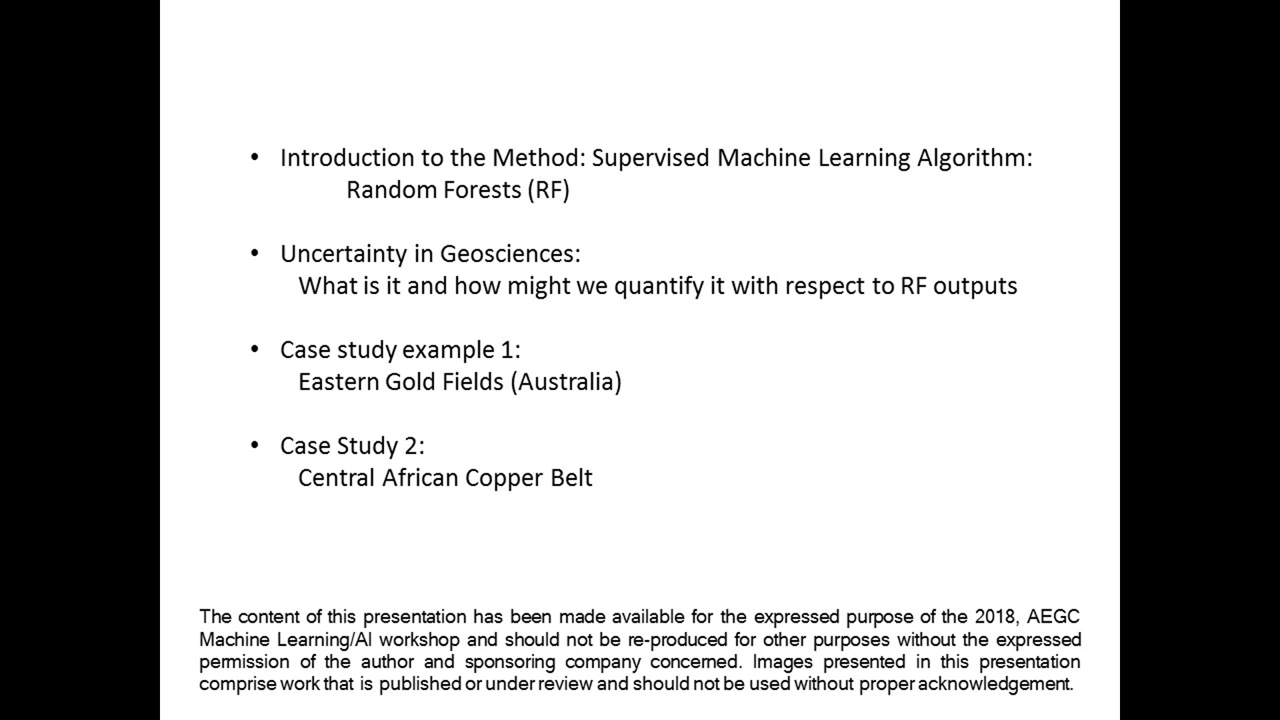 • Introduction to the Method: Supervised Machine Learning Algorithm:
Random Forests (RF)
• Uncertainty in Geosciences:
What is it and how might we quantify it with respect to RF outputs
• Case study example 1:
Eastern Gold Fields (Australia)
• Case Study 2:
Central African Copper Belt
The content of this presentation has been made available for the expressed purpose of the 2018, AEGC
Machine Learning/AI workshop and should not be re-produced for other purposes without the expressed
permission of the author and sponsoring company concerned. Images presented in this presentation
comprise work that is published or under review and should not be used without proper acknowledgement.